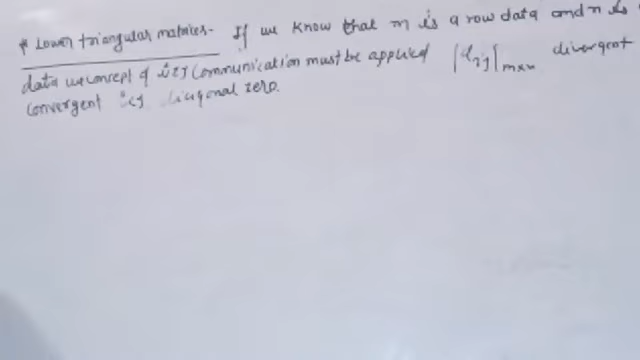 * Lower triangular matrices- If we know that m is a row data and n is
data we concept of i≥j communication must be applied [aij]mxn divergent
convergent i<j diagonal zero.